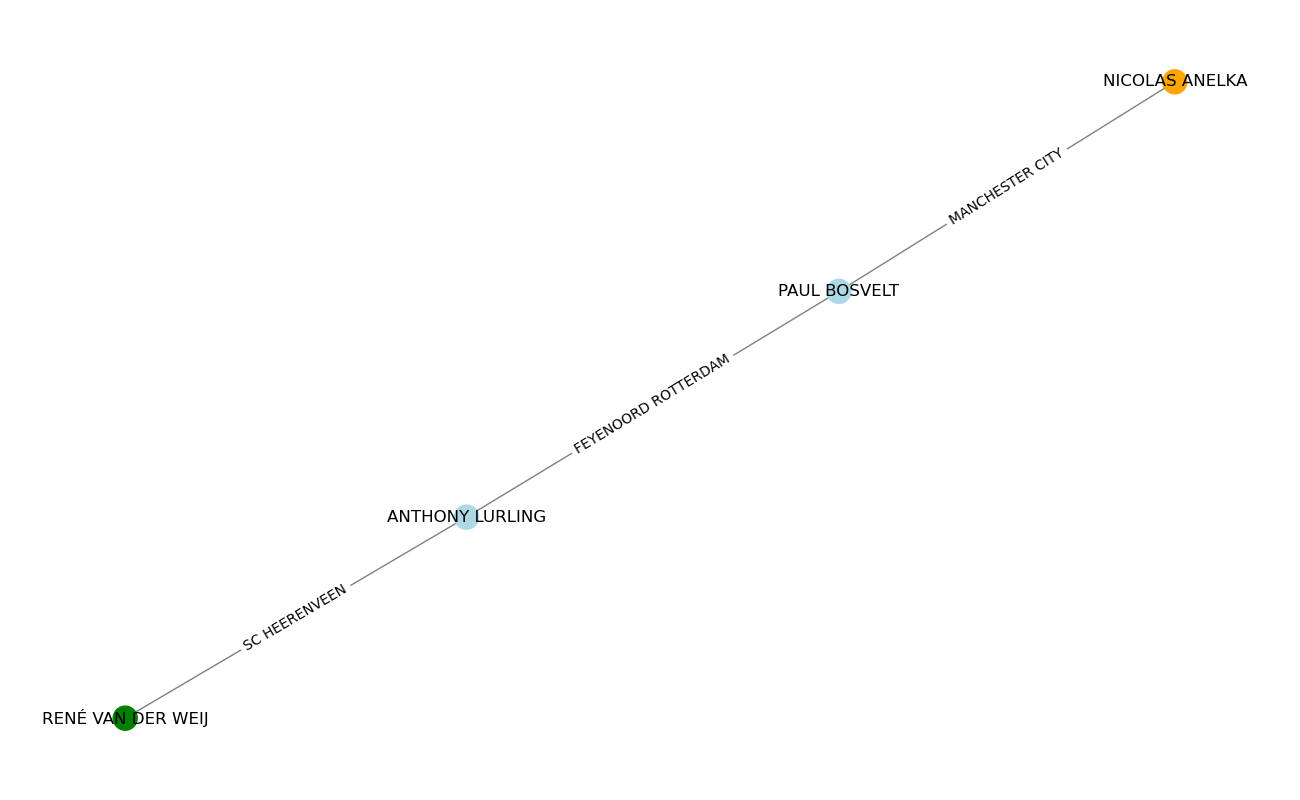 NICOLAS ANELKA
MANCHESTER CITY
PAUL BOSVELT
FEYENOORD ROTTERDAM
ANTHONY LURLING
SC HEERENVEEN
RENÉ VAN DER WEIJ